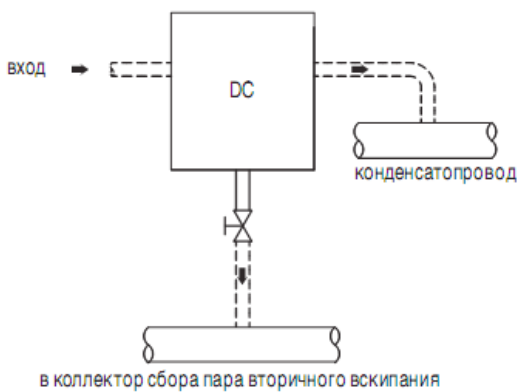 вход
DC
конденсатопровод
в коллектор сбора пара вторичного вскипания